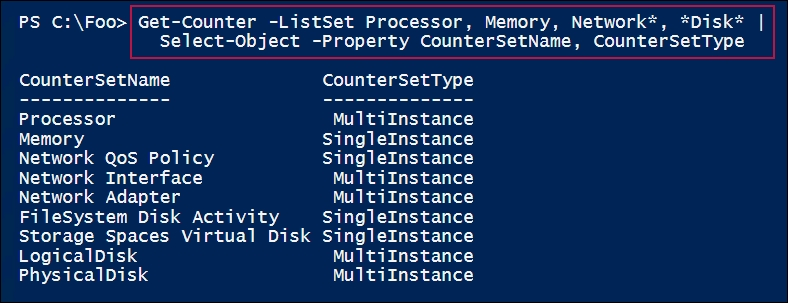 PS C:\Foo> Get-Counter -ListSet Processor, Memory, Network*, *Disk* |
Select-Object -Property CounterSetName, CounterSetType
CounterSetName CounterSetType
-------------- --------------
Processor MultiInstance
Memory SingleInstance
Network QoS Policy SingleInstance
Network Interface MultiInstance
Network Adapter MultiInstance
FileSystem Disk Activity SingleInstance
Storage Spaces Virtual Disk SingleInstance
LogicalDisk MultiInstance
PhysicalDisk MultiInstance